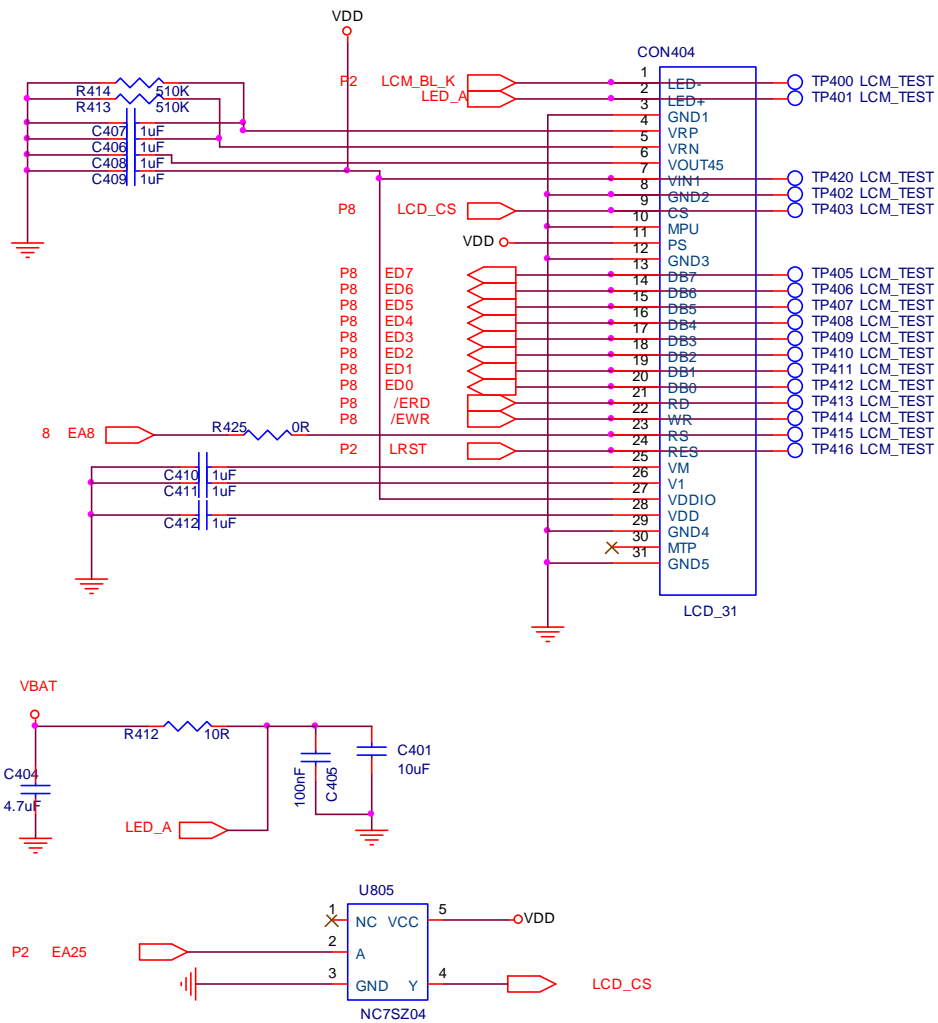 VDD
CON404
R414 510K
R413 510K
C407 1uF
C406 1uF
C408 1uF
C409 1uF
P2 LCM_BL_K 1 LED- TP400 LCM_TEST
LED_A 2 LED+ TP401 LCM_TEST
3 GND1
4 VRP
5 VRN
6 VOUT45
7 VIN1 TP420 LCM_TEST
8 GND2 TP402 LCM_TEST
P8 LCD_CS 9 CS TP403 LCM_TEST
10 MPU
VDD 11 PS
12 GND3
P8 ED7 13 DB7 TP405 LCM_TEST
P8 ED6 14 DB6 TP406 LCM_TEST
P8 ED5 15 DB5 TP407 LCM_TEST
P8 ED4 16 DB4 TP408 LCM_TEST
P8 ED3 17 DB3 TP409 LCM_TEST
P8 ED2 18 DB2 TP410 LCM_TEST
P8 ED1 19 DB1 TP411 LCM_TEST
P8 ED0 20 DB0 TP412 LCM_TEST
P8 /ERD 21 RD TP413 LCM_TEST
P8 /EWR 22 WR TP414 LCM_TEST
8 EA8 R425 0R 23 RS TP415 LCM_TEST
P2 LRST 24 RES TP416 LCM_TEST
C410 1uF 25 VM
C411 1uF 26 V1
27 VDDIO
C412 1uF 28 VDD
29 GND4
30 MTP
31 GND5
LCD_31
VBAT
R412 10R
C404
4.7uF
100nF
C405
C401
10uF
LED_A
U805
1 NC VCC 5 VDD
P2 EA25 2 A
3 GND Y 4 LCD_CS
NC7SZ04